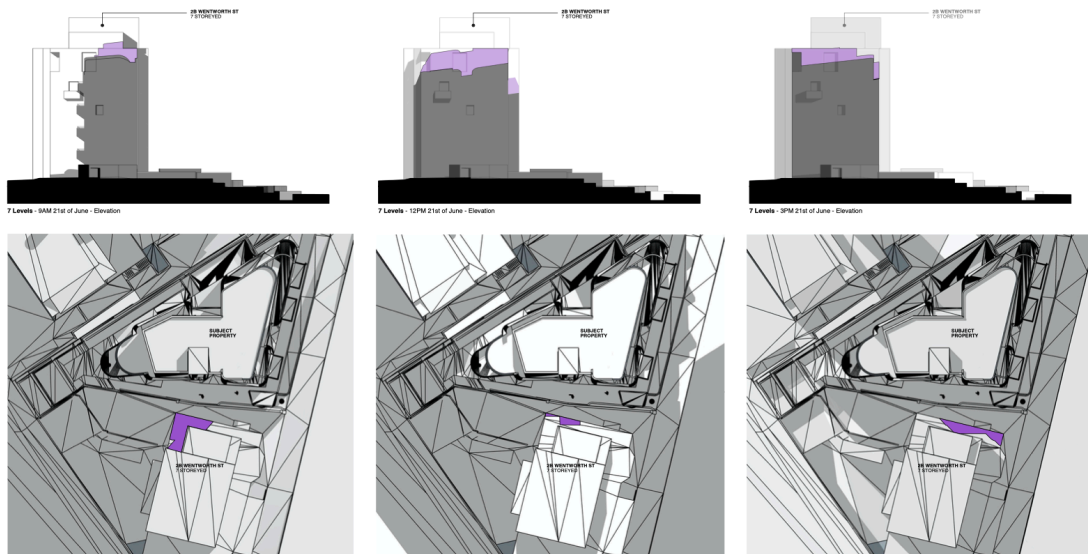 2B WENTWORTH ST
7 STOREYED
2B WENTWORTH ST
7 STOREYED
2B WENTWORTH ST
7 STOREYED
7 Levels - 9AM 21st of June - Elevation
7 Levels - 12PM 21st of June - Elevation
7 Levels - 3PM 21st of June - Elevation
SUBJECT
PROPERTY
SUBJECT
PROPERTY
SUBJECT
PROPERTY
2B WENTWORTH ST
7 STOREYED
2B WENTWORTH ST
7 STOREYED
2B WENTWORTH ST
7 STOREYED